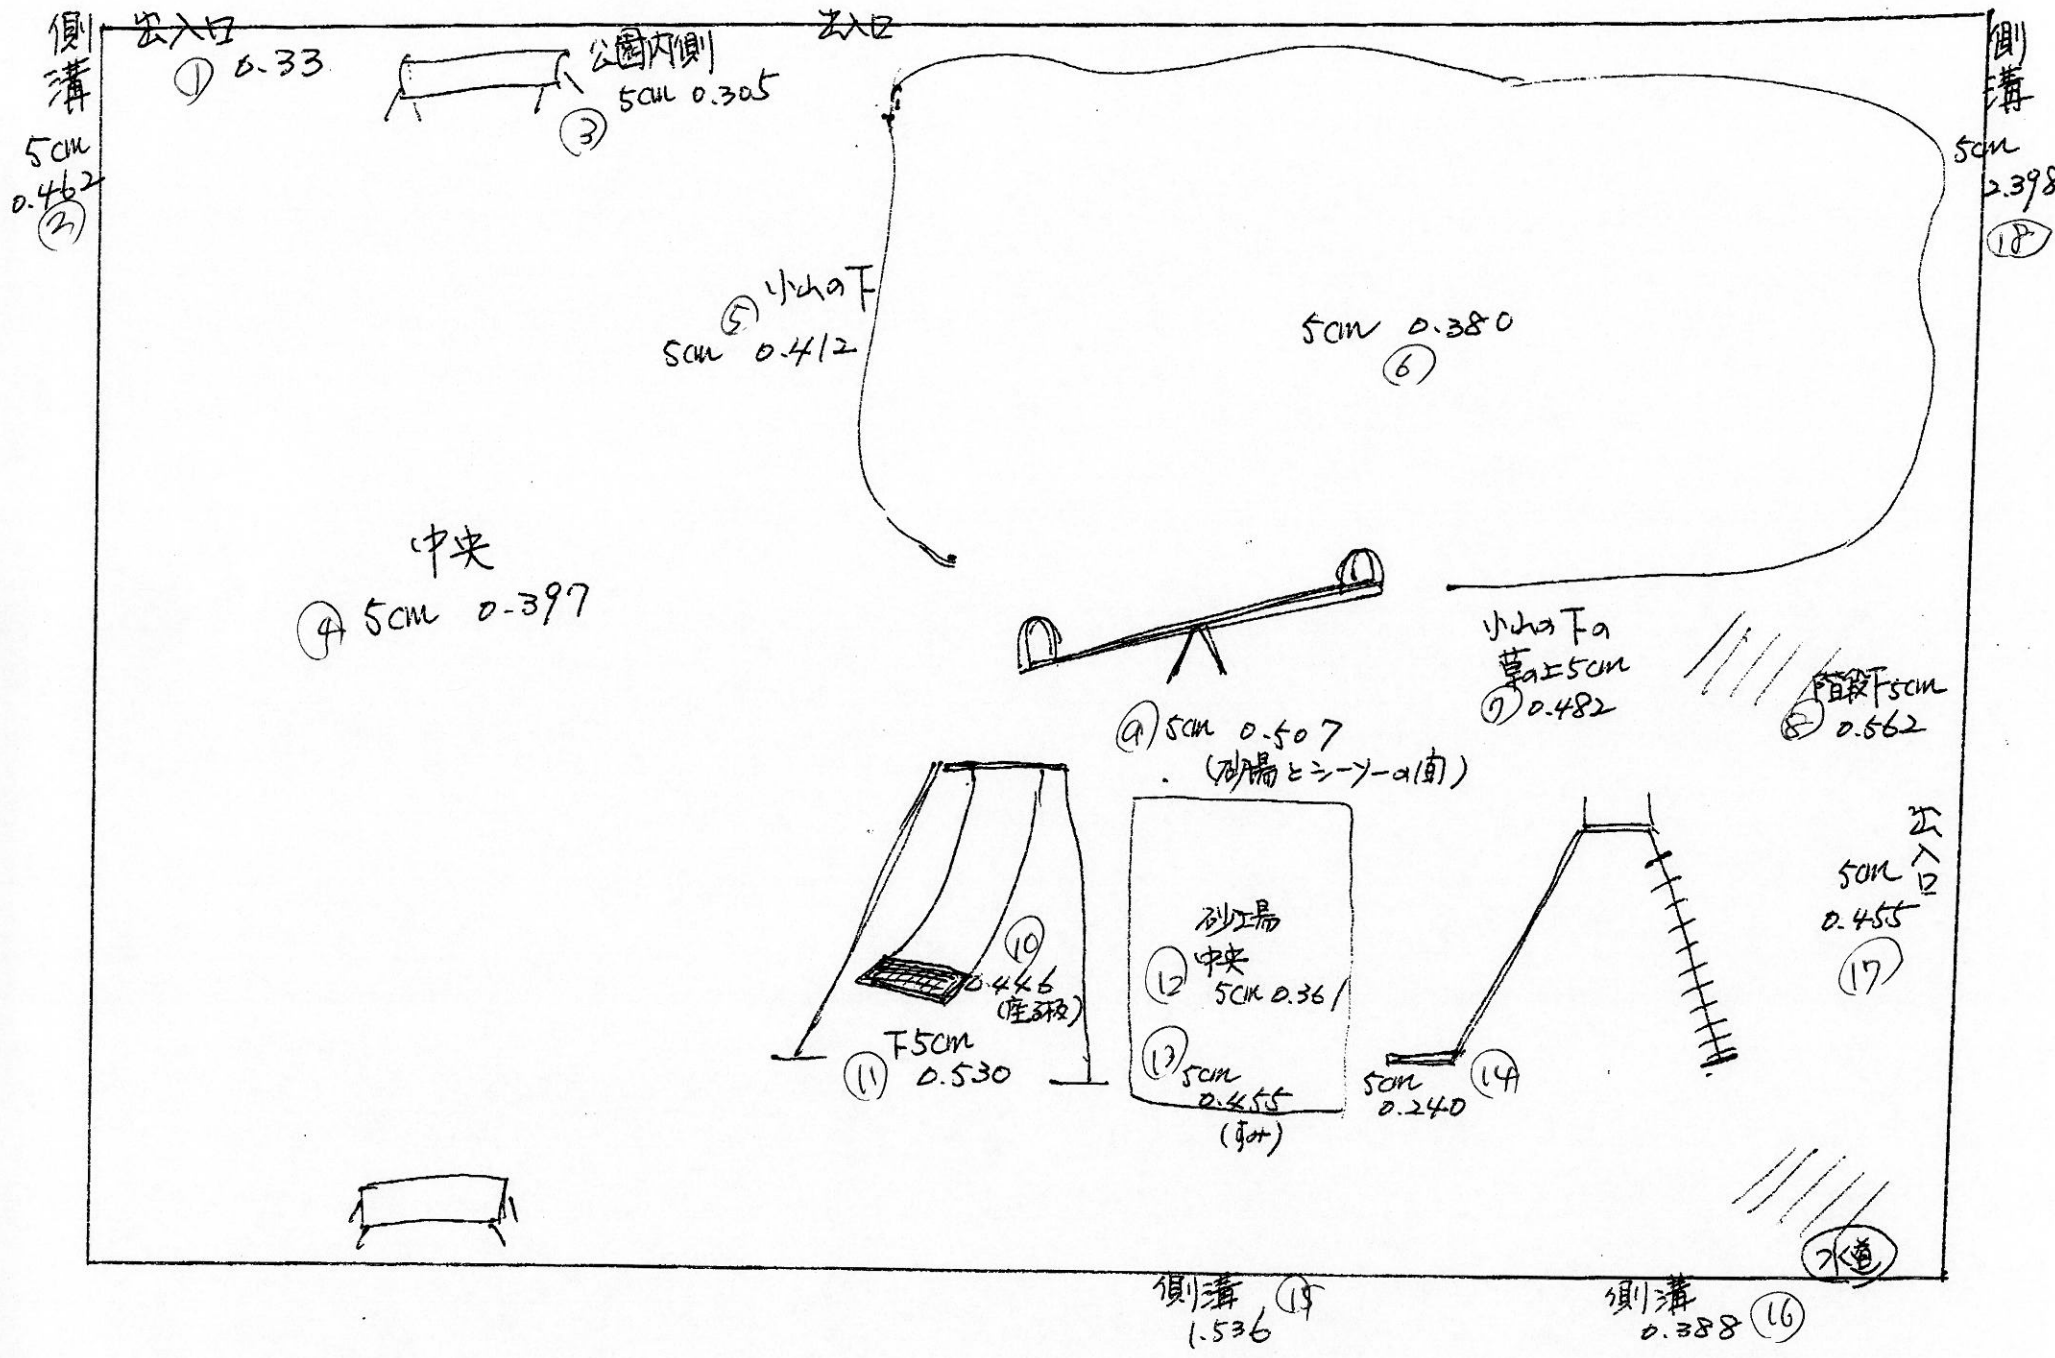 側溝
5cm
0.462
②
出入口
① 0.33
公園内側
5cm 0.305
③
出入口
側溝
5cm
2.398
⑱
⑤ 小山の下
5cm 0.412
5cm 0.380
⑥
中央
④ 5cm 0.397
小山の下の
草の上5cm
⑦ 0.482
階段下5cm
⑧ 0.562
⑨ 5cm 0.507
(砂場とシーソーの間)
出入口
5cm
0.455
⑰
⑩
0.446
(座る板)
下5cm
⑪ 0.530
砂場
⑫ 中央
5cm 0.361
⑬ 5cm
0.455
(すみ)
5cm ⑭
0.240
水道
側溝 ⑮
1.536
側溝 ⑯
0.388